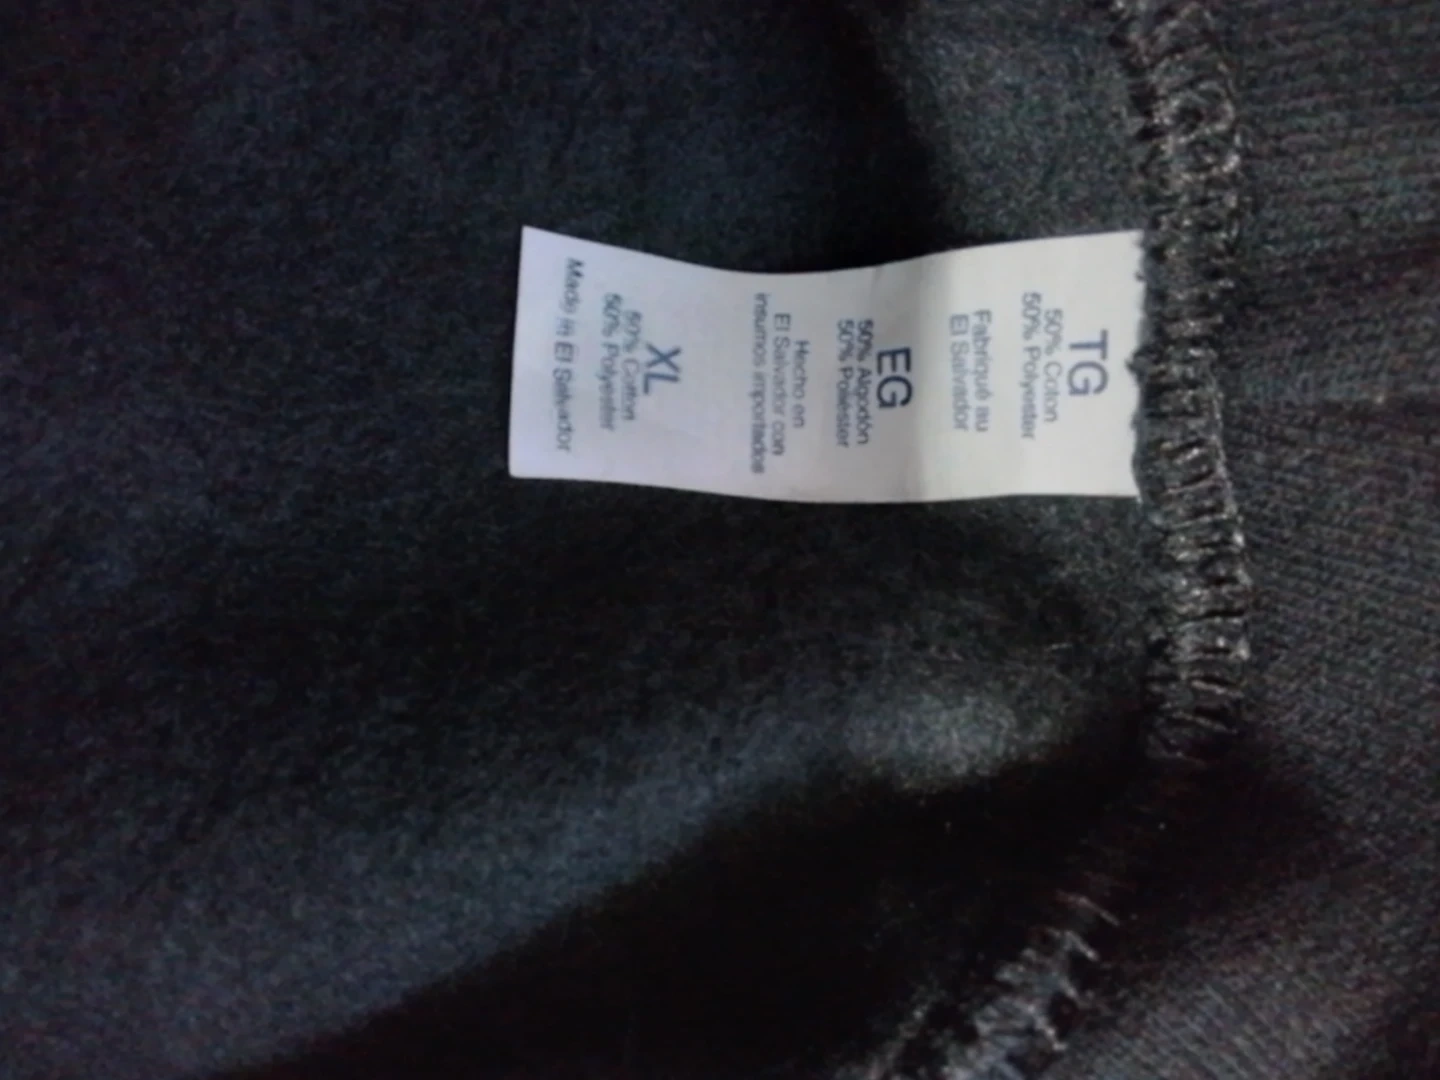 TG
50% Coton
50% Polyester
Fabriqué au
El Salvador
EG
50% Algodón
50% Poliéster
Hecho en
El Salvador con
insumos importados
XL
50% Cotton
50% Polyester
Made in El Salvador